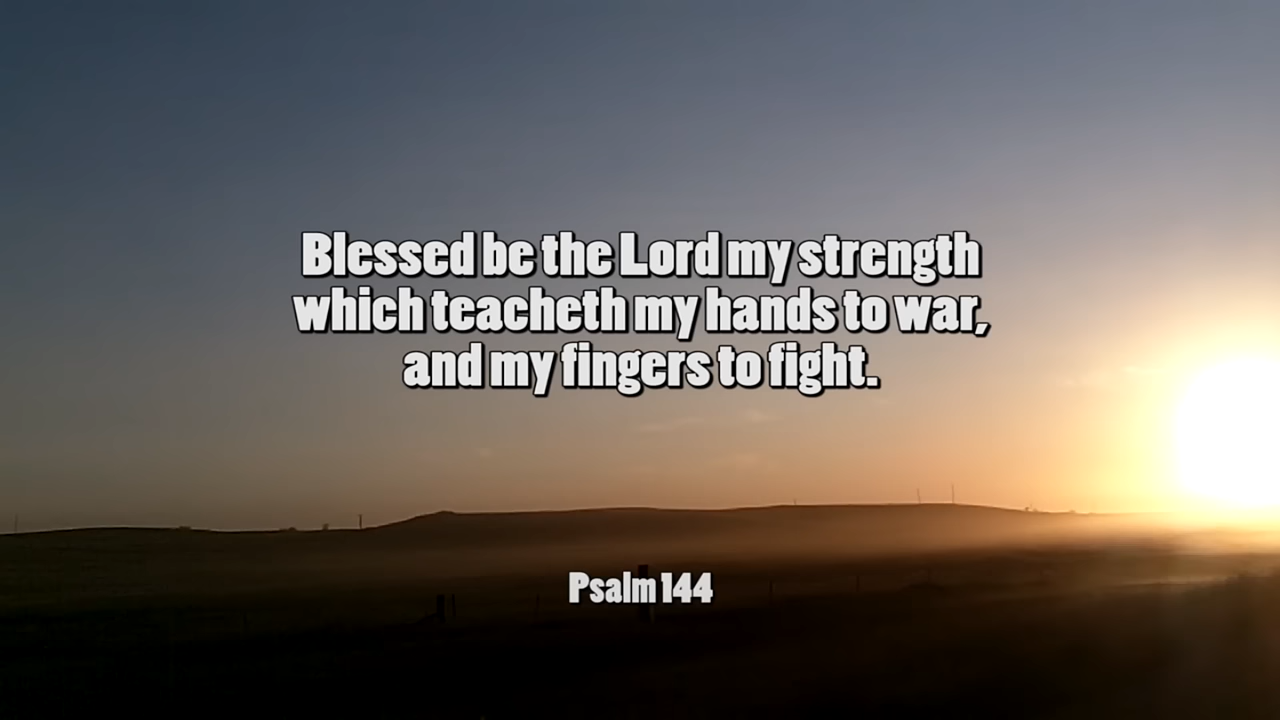 Blessed be the Lord my strength
which teacheth my hands to war,
and my fingers to fight.
Psalm 144